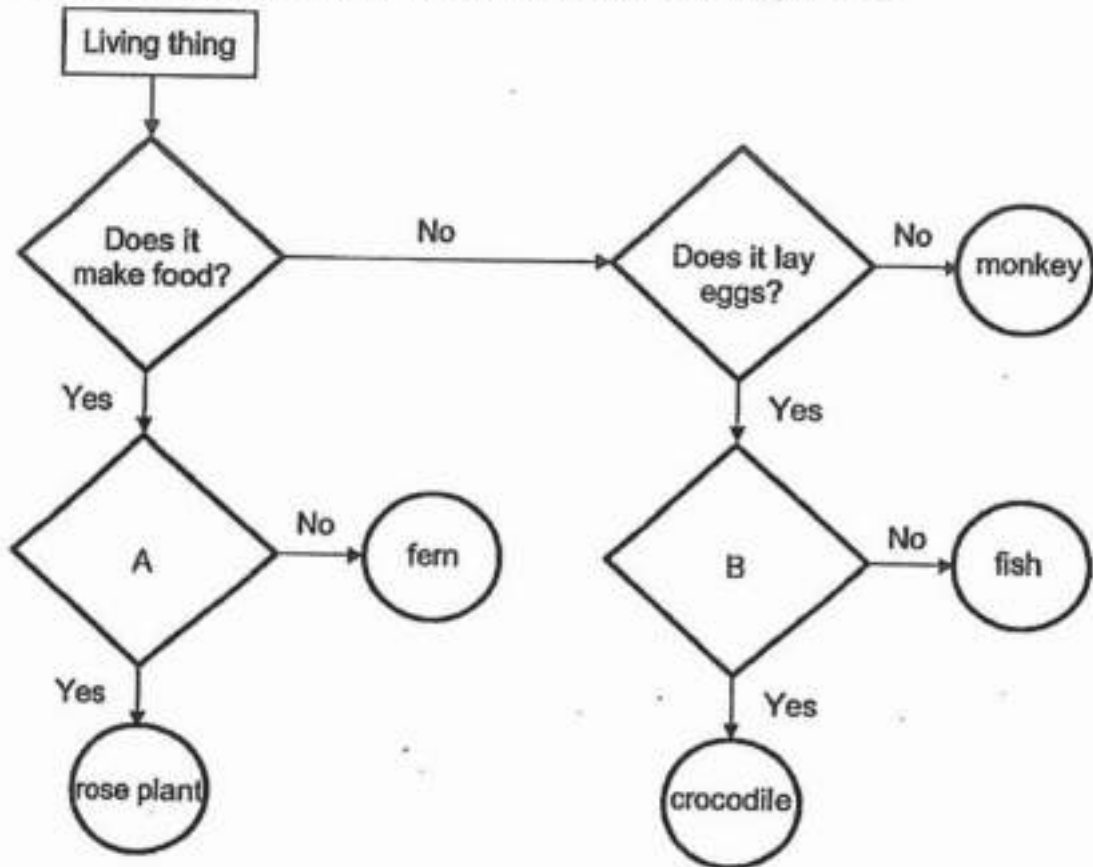 Living thing
Does it
make food?
No
Does it lay
eggs?
No
monkey
Yes
Yes
A
No
fern
B
No
fish
Yes
rose plant
Yes
crocodile